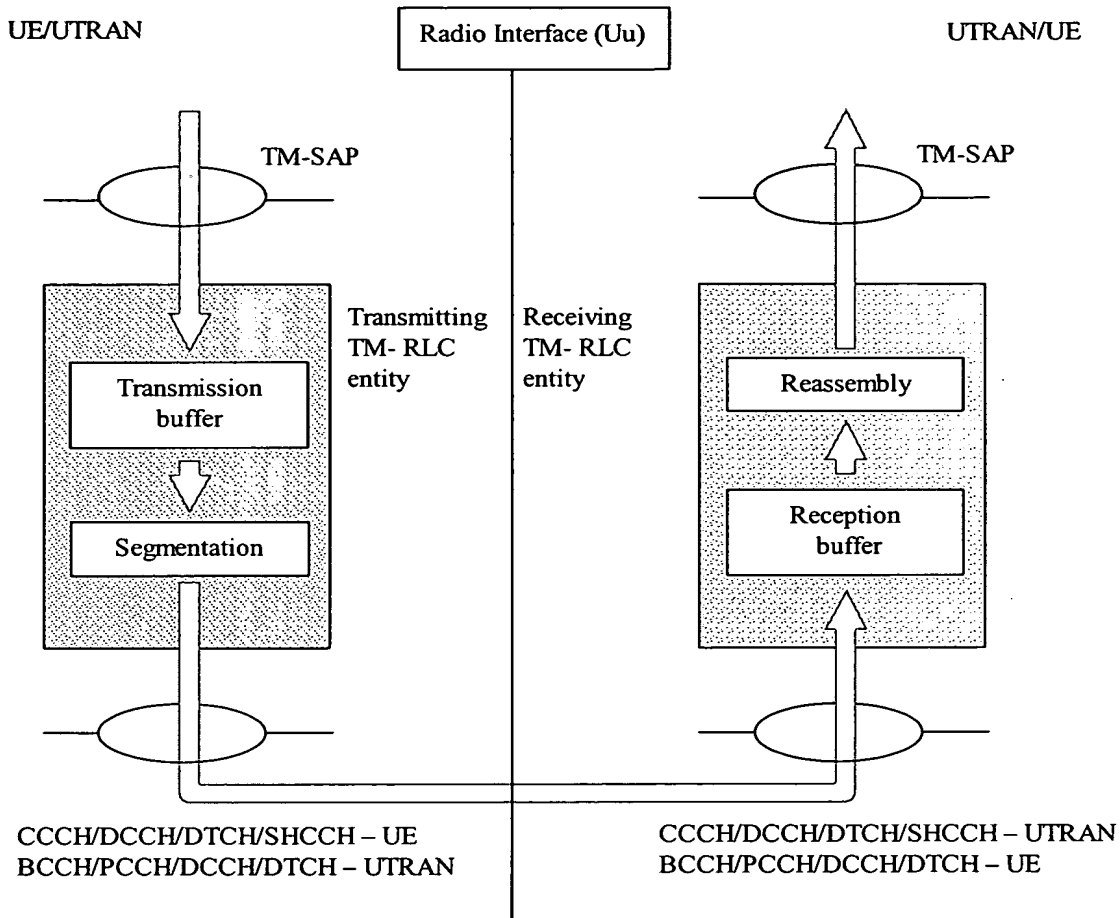 UE/UTRAN
Radio Interface (Uu)
UTRAN/UE
TM-SAP
TM-SAP
Transmitting
TM- RLC
entity
Receiving
TM- RLC
entity
Transmission
buffer
Segmentation
Reassembly
Reception
buffer
CCCH/DCCH/DTCH/SHCCH – UE
BCCH/PCCH/DCCH/DTCH – UTRAN
CCCH/DCCH/DTCH/SHCCH – UTRAN
BCCH/PCCH/DCCH/DTCH – UE